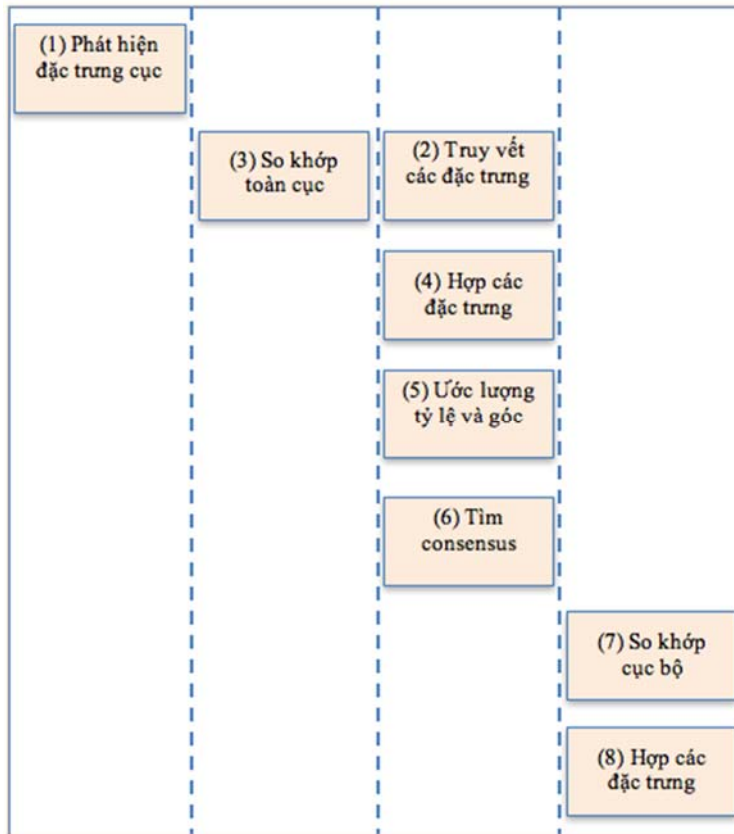 (1) Phát hiện
đặc trưng cục
(3) So khớp
toàn cục
(2) Truy vết
các đặc trưng
(4) Hợp các
đặc trưng
(5) Ước lượng
tỷ lệ và góc
(6) Tìm
consensus
(7) So khớp
cục bộ
(8) Hợp các
đặc trưng